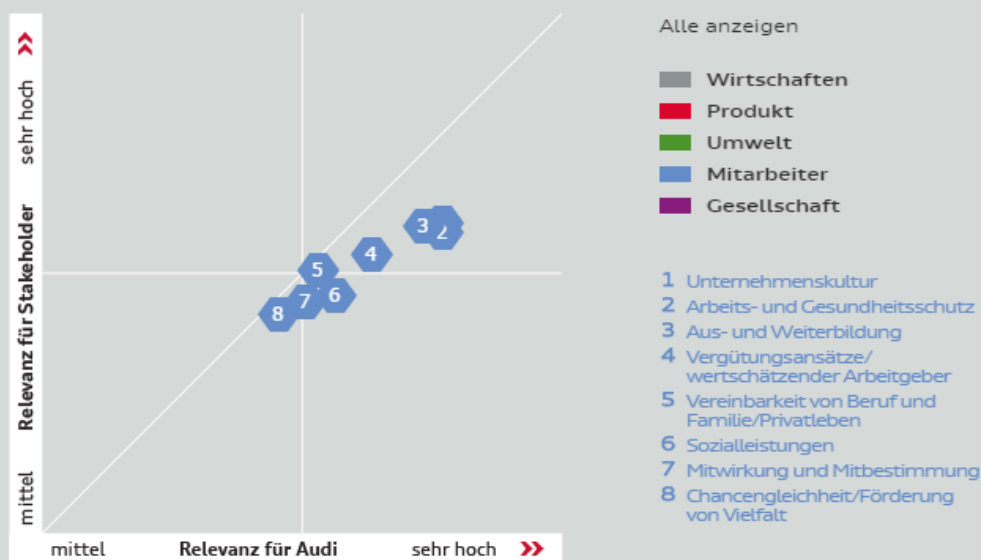 Alle anzeigen
Wirtschaften
Produkt
Umwelt
Mitarbeiter
Gesellschaft
sehr hoch
Relevanz für Stakeholder
mittel
3
2
4
5
6
7
8
1 Unternehmenskultur
2 Arbeits- und Gesundheitsschutz
3 Aus- und Weiterbildung
4 Vergütungsansätze/
wertschätzender Arbeitgeber
5 Vereinbarkeit von Beruf und
Familie/Privatleben
6 Sozialleistungen
7 Mitwirkung und Mitbestimmung
8 Chancengleichheit/Förderung
von Vielfalt
mittel
Relevanz für Audi
sehr hoch